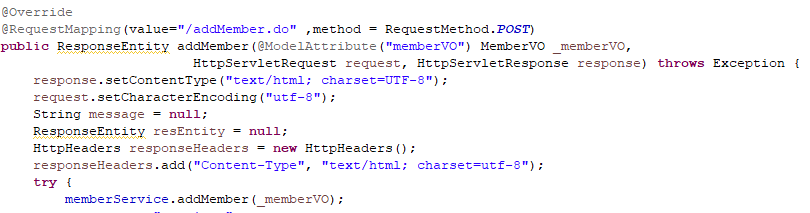 @Override
@RequestMapping(value="/addMember.do" ,method = RequestMethod.POST)
public ResponseEntity addMember(@ModelAttribute("memberVO") MemberVO _memberVO,
HttpServletRequest request, HttpServletResponse response) throws Exception {
response.setContentType("text/html; charset=UTF-8");
request.setCharacterEncoding("utf-8");
String message = null;
ResponseEntity resEntity = null;
HttpHeaders responseHeaders = new HttpHeaders();
responseHeaders.add("Content-Type", "text/html; charset=utf-8");
try {
memberService.addMember(_memberVO);